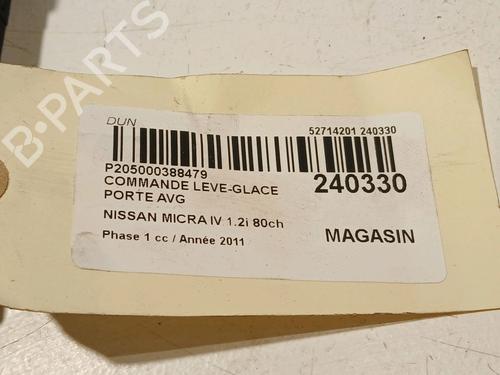 B-PARTS
DUN
52714201 240330
P205000388479
COMMANDE LEVE-GLACE
PORTE AVG
240330
NISSAN MICRA IV 1.2i 80ch
Phase 1 cc / Année 2011
MAGASIN